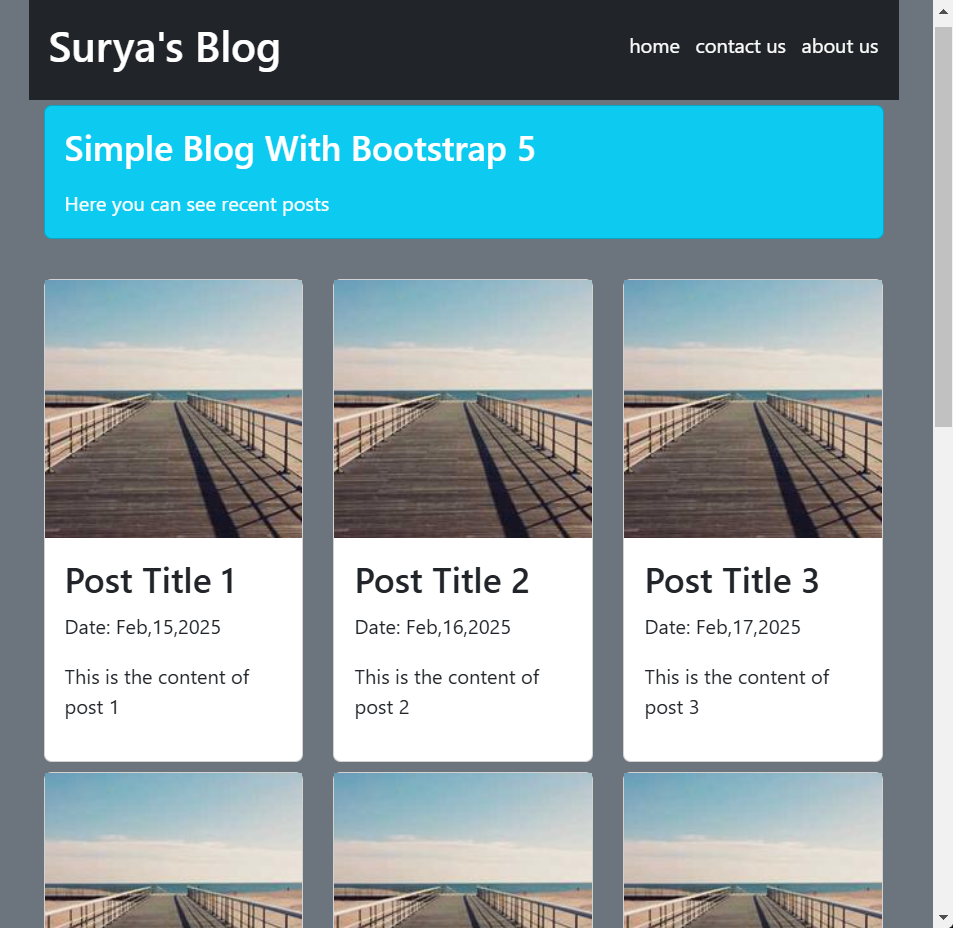 Surya's Blog
home contact us about us
Simple Blog With Bootstrap 5
Here you can see recent posts
Post Title 1
Date: Feb,15,2025
This is the content of
post 1
Post Title 2
Date: Feb,16,2025
This is the content of
post 2
Post Title 3
Date: Feb,17,2025
This is the content of
post 3